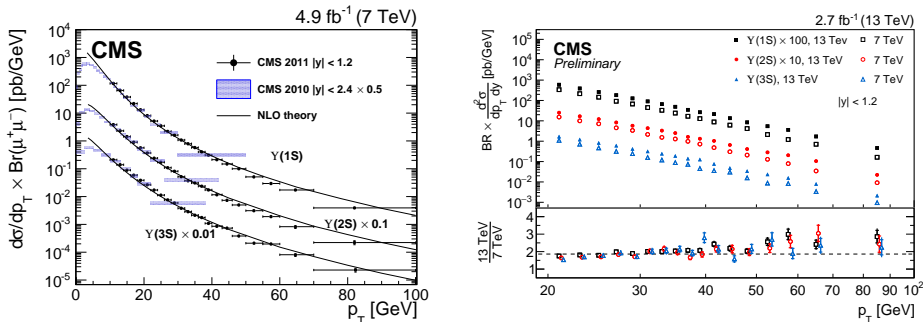 4.9 fb⁻¹ (7 TeV)
CMS
CMS 2011 |y| < 1.2
CMS 2010 |y| < 2.4 × 0.5
NLO theory
ϒ(1S)
ϒ(2S) × 0.1
ϒ(3S) × 0.01
dσ/dp_T × Br(μ⁺μ⁻) [pb/GeV]
10⁴
10³
10²
10
1
10⁻¹
10⁻²
10⁻³
10⁻⁴
10⁻⁵
0 20 40 60 80 100
p_T [GeV]
2.7 fb⁻¹ (13 TeV)
CMS
Preliminary
ϒ(1S) × 100, 13 Tev 7 TeV
ϒ(2S) × 10, 13 Tev 7 TeV
ϒ(3S), 13 TeV 7 TeV
|y| < 1.2
BR × d²σ/dp_T dy [pb/GeV]
10⁵
10⁴
10³
10²
10
1
10⁻¹
10⁻²
10⁻³
13 TeV
7 TeV
4
3
2
1
20 30 40 50 60 70 80 90 10²
p_T [GeV]